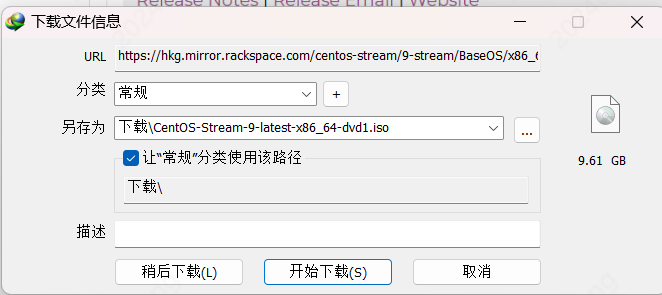 Release Notes | Release Email | Website
下载文件信息
URL https://hkg.mirror.rackspace.com/centos-stream/9-stream/BaseOS/x86_6
分类 常规 +
另存为 下载\CentOS-Stream-9-latest-x86_64-dvd1.iso ...
9.61 GB
让“常规”分类使用该路径
下载\
描述
稍后下载(L) 开始下载(S) 取消